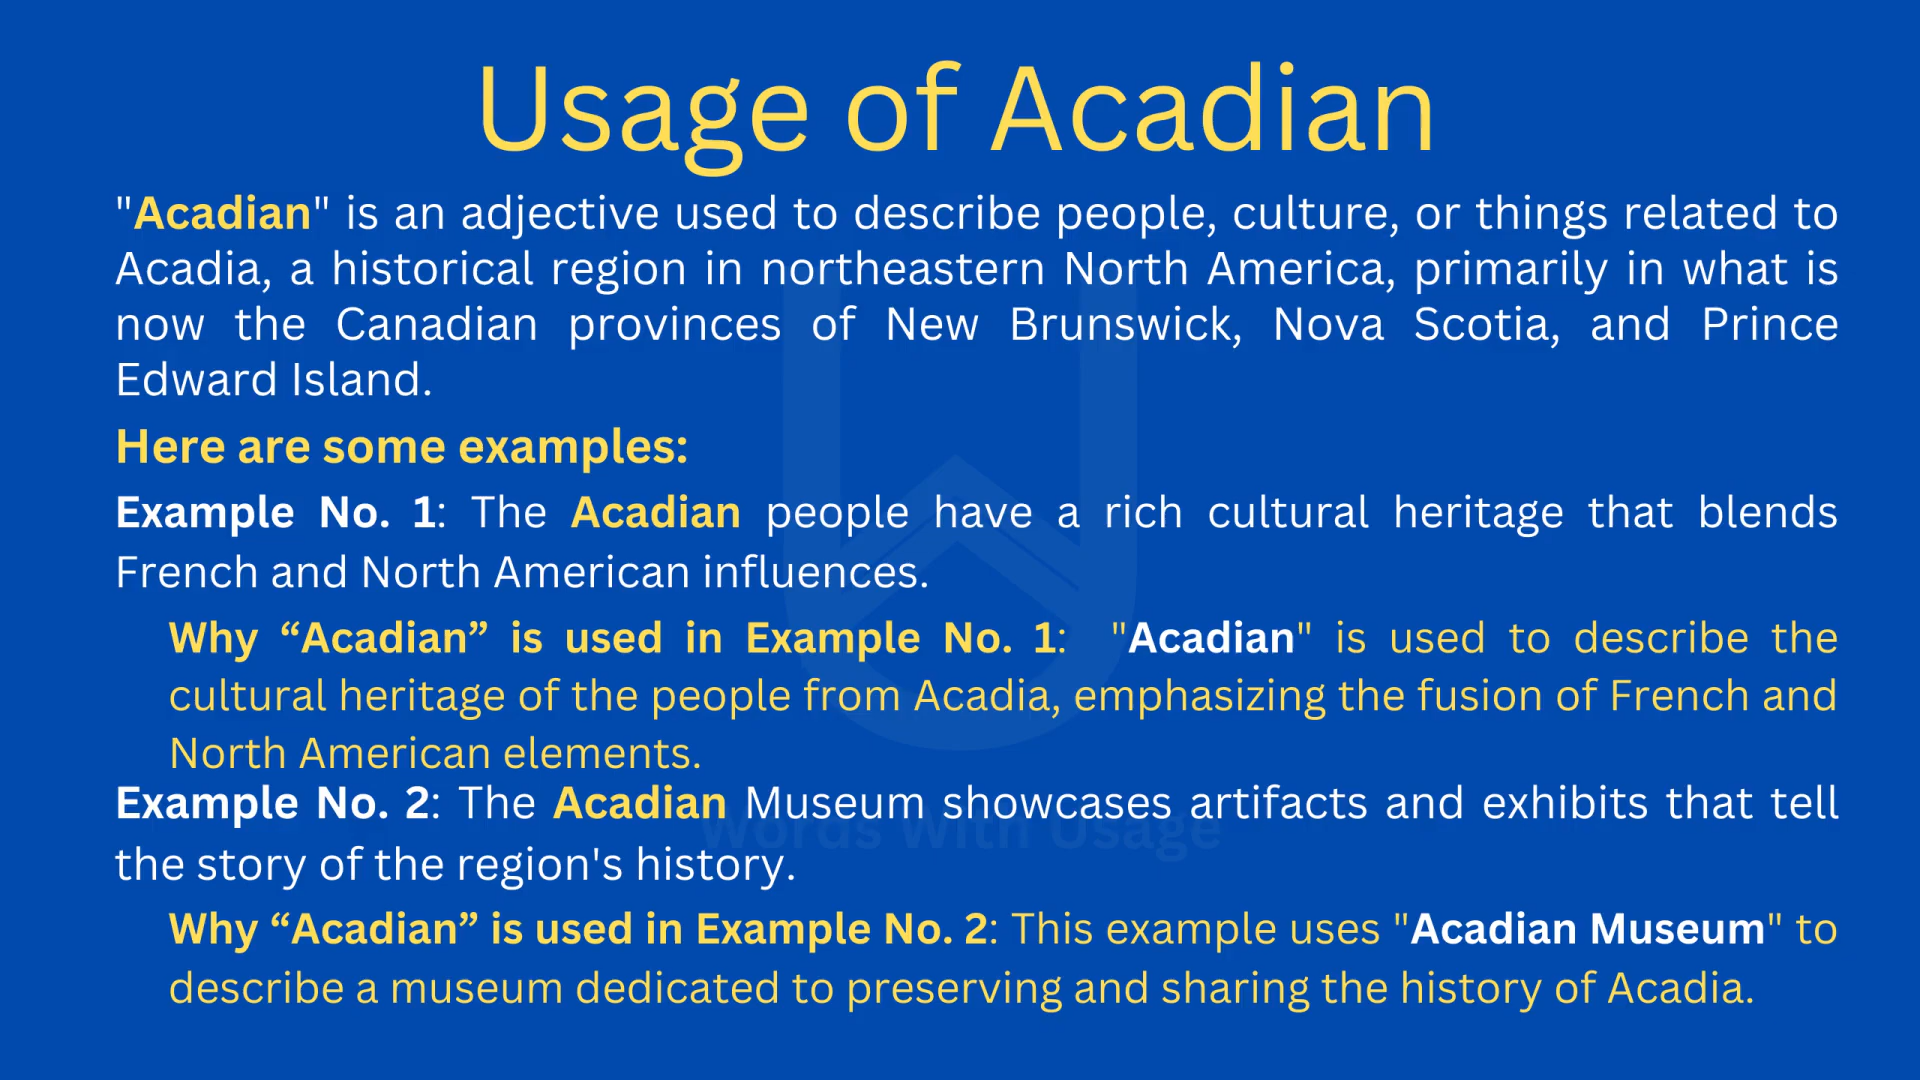 Usage of Acadian
"Acadian" is an adjective used to describe people, culture, or things related to
Acadia, a historical region in northeastern North America, primarily in what is
now the Canadian provinces of New Brunswick, Nova Scotia, and Prince
Edward Island.
Here are some examples:
Example No. 1: The Acadian people have a rich cultural heritage that blends
French and North American influences.
Why “Acadian” is used in Example No. 1: "Acadian" is used to describe the
cultural heritage of the people from Acadia, emphasizing the fusion of French and
North American elements.
Example No. 2: The Acadian Museum showcases artifacts and exhibits that tell
Words With Usage
the story of the region's history.
Why “Acadian” is used in Example No. 2: This example uses "Acadian Museum" to
describe a museum dedicated to preserving and sharing the history of Acadia.